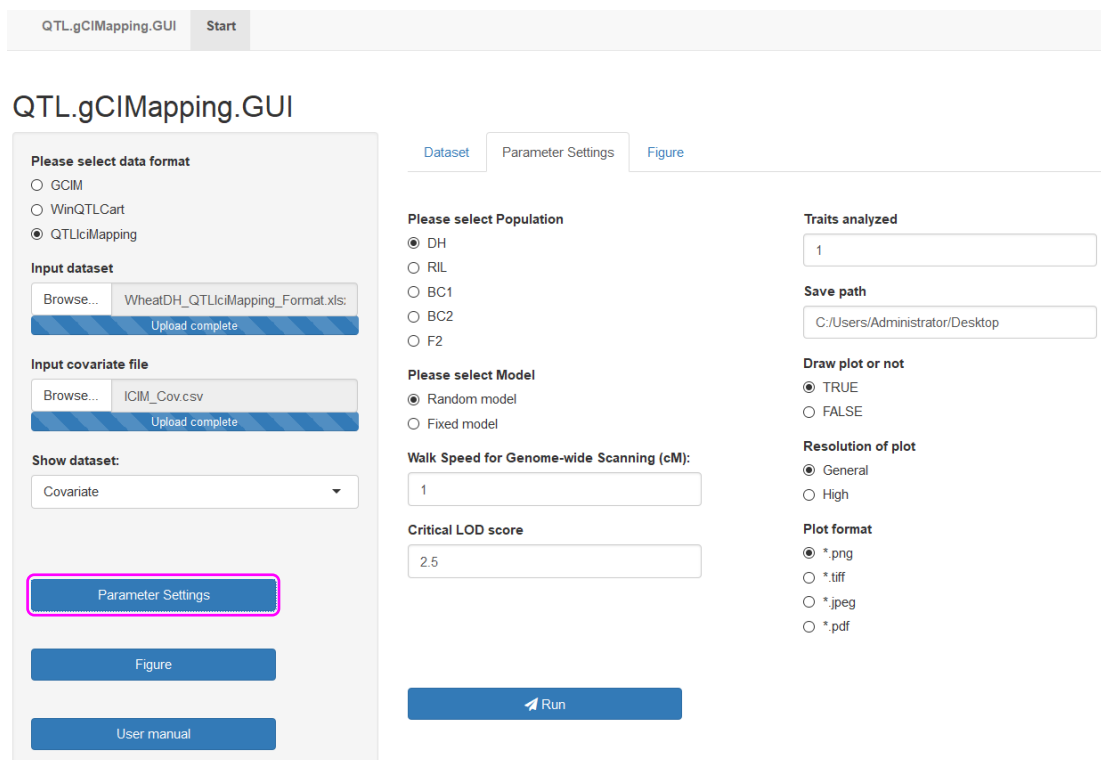 QTL.gCIMapping.GUI Start
QTL.gCIMapping.GUI
Please select data format
GCIM
WinQTLCart
QTLIciMapping
Input dataset
Browse... WheatDH_QTLIciMapping_Format.xls:
Upload complete
Input covariate file
Browse... ICIM_Cov.csv
Upload complete
Show dataset:
Covariate
Parameter Settings
Figure
User manual
Dataset Parameter Settings Figure
Please select Population
DH
RIL
BC1
BC2
F2
Please select Model
Random model
Fixed model
Walk Speed for Genome-wide Scanning (cM):
1
Critical LOD score
2.5
Run
Traits analyzed
1
Save path
C:/Users/Administrator/Desktop
Draw plot or not
TRUE
FALSE
Resolution of plot
General
High
Plot format
*.png
*.tiff
*.jpeg
*.pdf